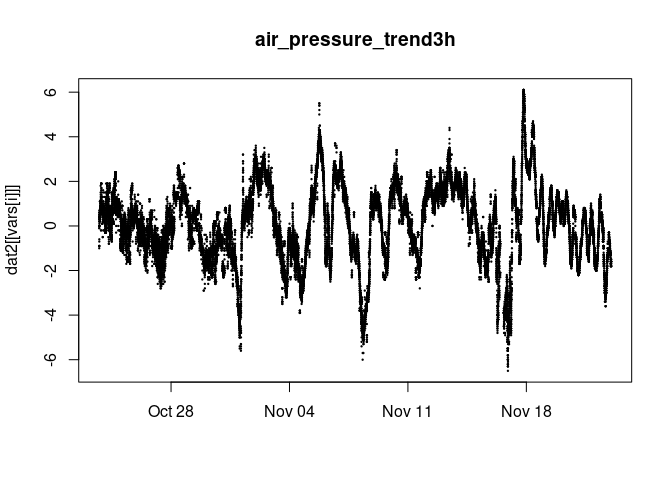 air_pressure_trend3h
dat2[[vars[i]]]
6
4
2
0
-2
-4
-6
Oct 28
Nov 04
Nov 11
Nov 18